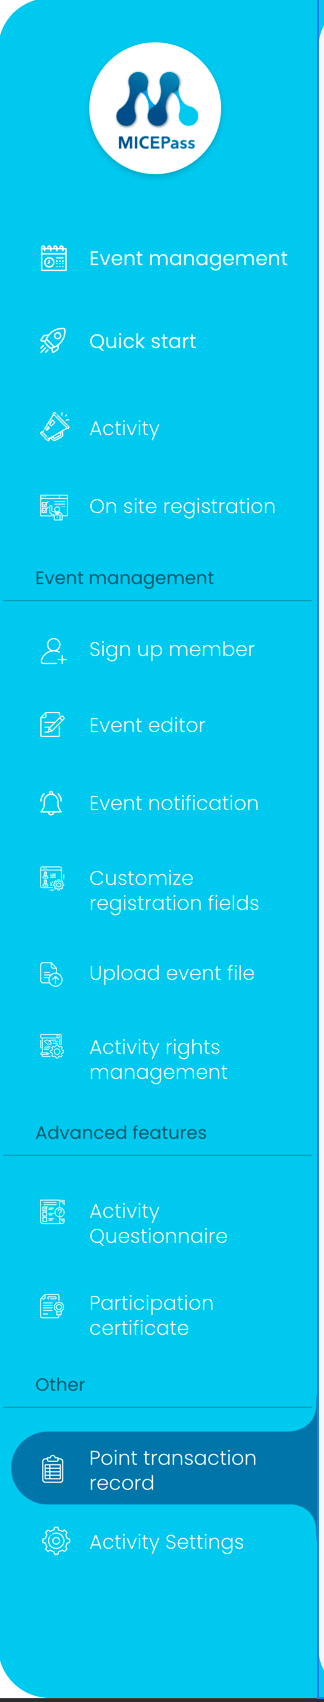 MICEPass
Event management
Quick start
Activity
On site registration
Event management
Sign up member
Event editor
Event notification
Customize
registration fields
Upload event file
Activity rights
management
Advanced features
Activity
Questionnaire
Participation
certificate
Other
Point transaction
record
Activity Settings